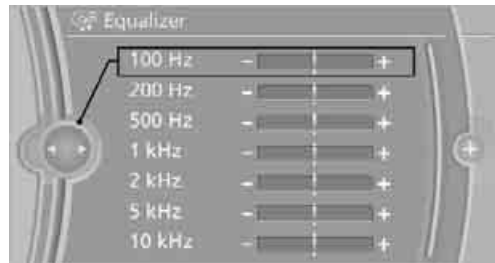 Equalizer
100 Hz - +
200 Hz - +
500 Hz - +
1 kHz - +
2 kHz - +
5 kHz - +
10 kHz - +
+